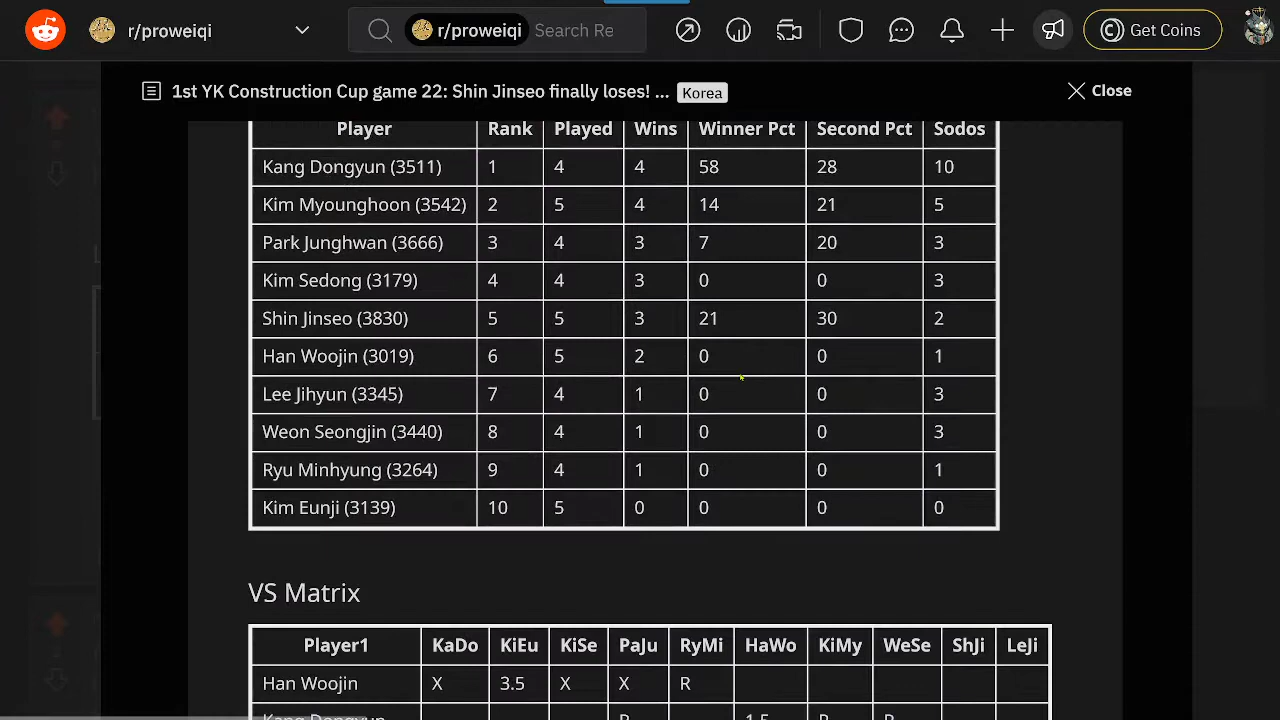 r/proweiqi r/proweiqi Search Re Get Coins
1st YK Construction Cup game 22: Shin Jinseo finally loses! ... Korea Close
Player Rank Played Wins Winner Pct Second Pct Sodos
Kang Dongyun (3511) 1 4 4 58 28 10
Kim Myounghoon (3542) 2 5 4 14 21 5
Park Junghwan (3666) 3 4 3 7 20 3
Kim Sedong (3179) 4 4 3 0 0 3
Shin Jinseo (3830) 5 5 3 21 30 2
Han Woojin (3019) 6 5 2 0 0 1
Lee Jihyun (3345) 7 4 1 0 0 3
Weon Seongjin (3440) 8 4 1 0 0 3
Ryu Minhyung (3264) 9 4 1 0 0 1
Kim Eunji (3139) 10 5 0 0 0 0
VS Matrix
Player1 KaDo KiEu KiSe PaJu RyMi HaWo KiMy WeSe ShJi LeJi
Han Woojin X 3.5 X X R
Kang Dongyun R 1.5 R R